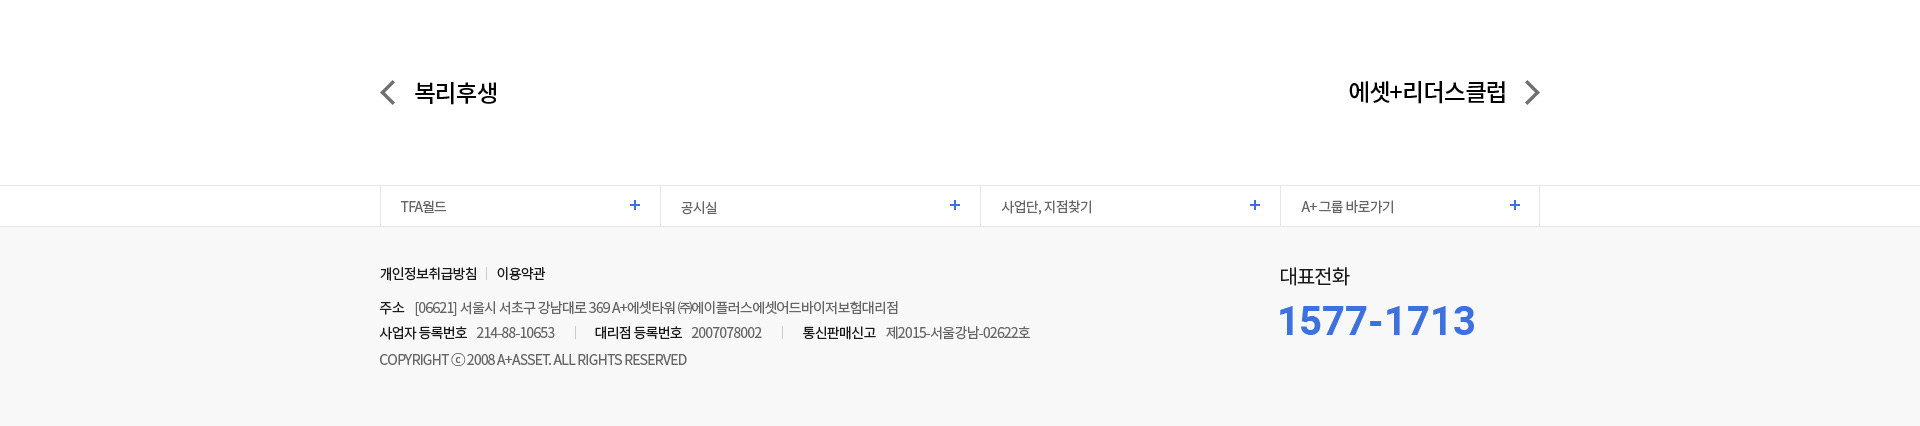 복리후생
에셋+리더스클럽
TFA월드
공시실
사업단, 지점찾기
A+ 그룹 바로가기
개인정보취급방침 이용약관
주소 [06621] 서울시 서초구 강남대로 369 A+에셋타워 ㈜에이플러스에셋어드바이저보험대리점
사업자 등록번호 214-88-10653 대리점 등록번호 2007078002 통신판매신고 제2015-서울강남-02622호
COPYRIGHT ⓒ 2008 A+ASSET. ALL RIGHTS RESERVED
대표전화
1577-1713